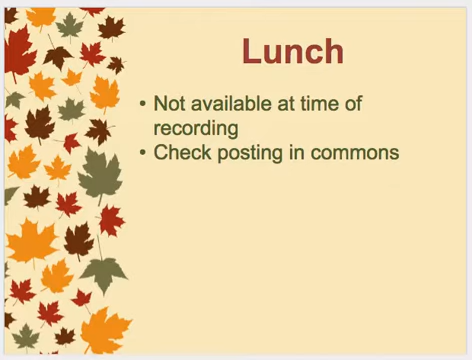 Lunch
• Not available at time of
recording
• Check posting in commons